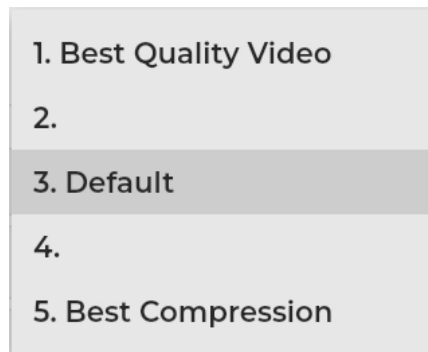 1. Best Quality Video
2.
3. Default
4.
5. Best Compression